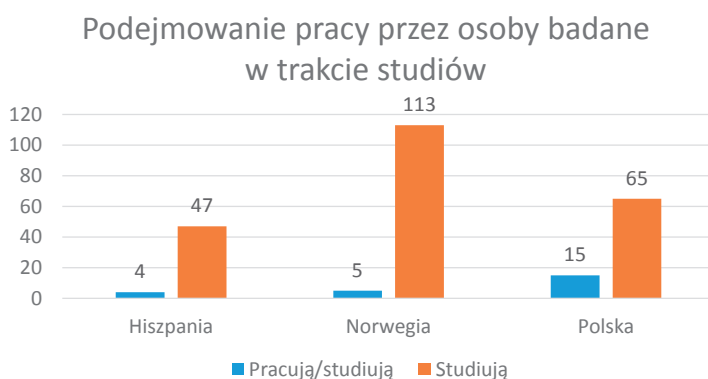 Podejmowanie pracy przez osoby badane
w trakcie studiów
120
100
80
60
40
20
0
4
47
5
113
15
65
Hiszpania
Norwegia
Polska
Pracują/studiują
Studiują